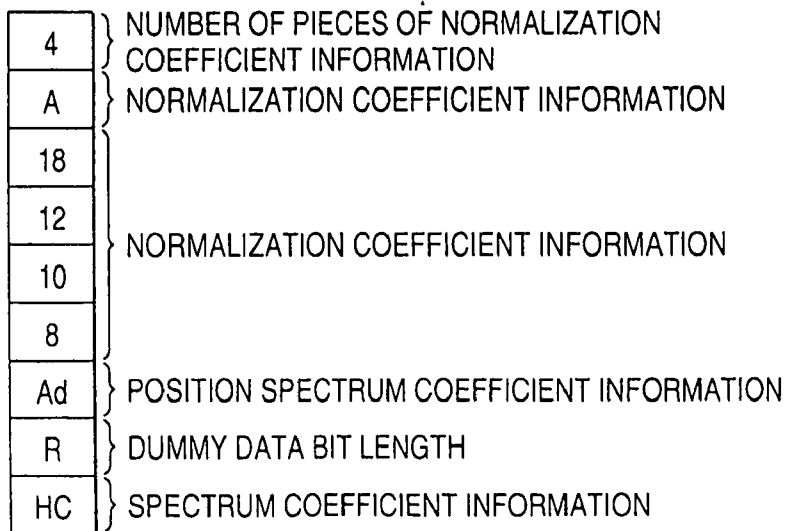 4 NUMBER OF PIECES OF NORMALIZATION
COEFFICIENT INFORMATION
A NORMALIZATION COEFFICIENT INFORMATION
18
12
NORMALIZATION COEFFICIENT INFORMATION
10
8
Ad POSITION SPECTRUM COEFFICIENT INFORMATION
R DUMMY DATA BIT LENGTH
HC SPECTRUM COEFFICIENT INFORMATION